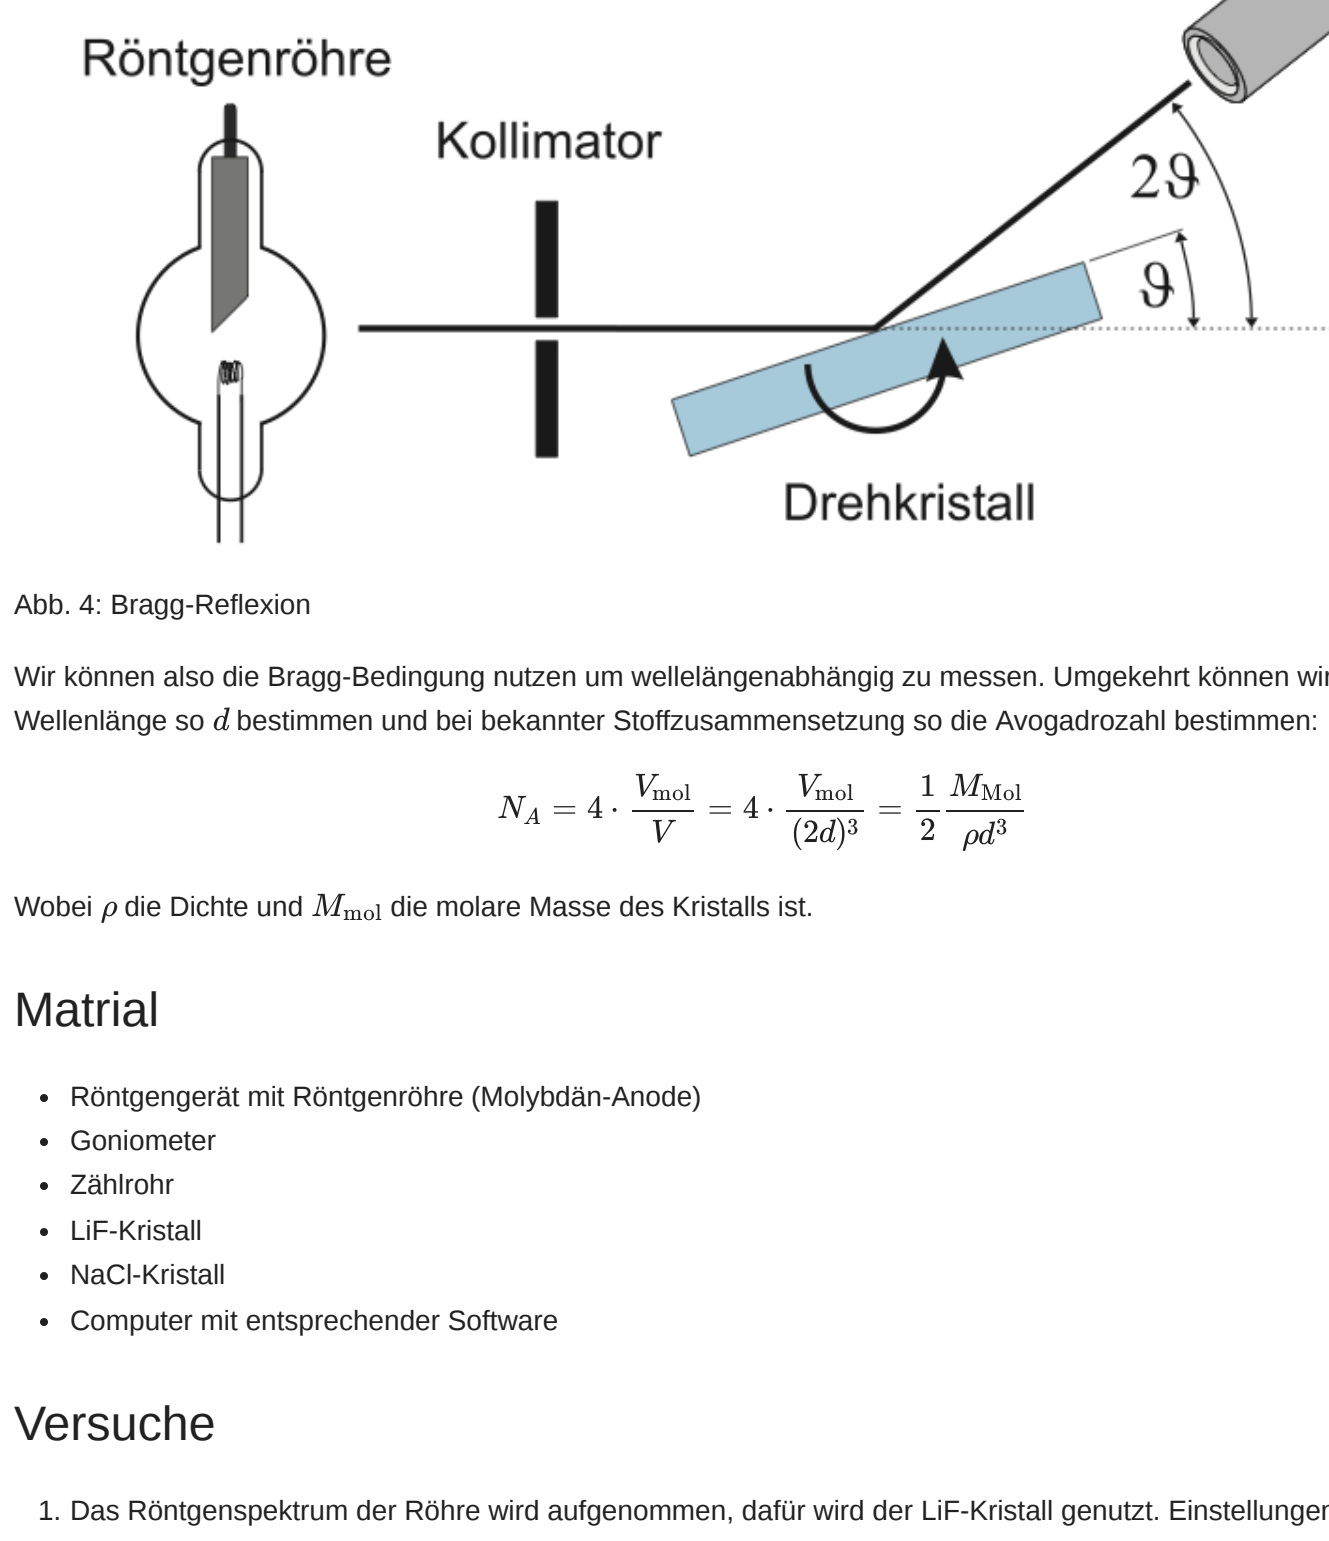 Röntgenröhre
Kollimator
2ϑ
ϑ
Drehkristall
Abb. 4: Bragg-Reflexion
Wir können also die Bragg-Bedingung nutzen um wellelängenabhängig zu messen. Umgekehrt können wir
Wellenlänge so d bestimmen und bei bekannter Stoffzusammensetzung so die Avogadrozahl bestimmen:
N_A = 4 · V_mol / V = 4 · V_mol / (2d)³ = 1/2 M_Mol / ρd³
Wobei ρ die Dichte und M_mol die molare Masse des Kristalls ist.
Matrial
• Röntgengerät mit Röntgenröhre (Molybdän-Anode)
• Goniometer
• Zählrohr
• LiF-Kristall
• NaCl-Kristall
• Computer mit entsprechender Software
Versuche
1. Das Röntgenspektrum der Röhre wird aufgenommen, dafür wird der LiF-Kristall genutzt. Einstellungen